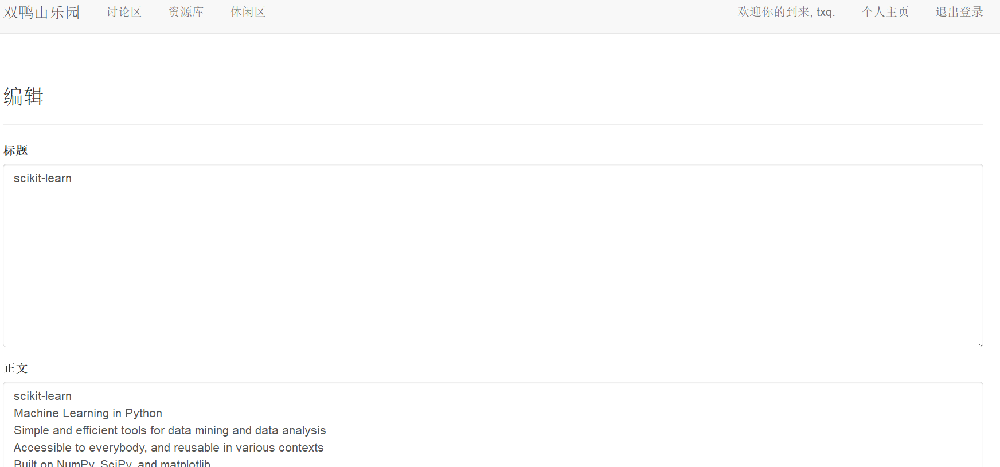 双鸭山乐园 讨论区 资源库 休闲区 欢迎你的到来, txq. 个人主页 退出登录
编辑
标题
scikit-learn
正文
scikit-learn
Machine Learning in Python
Simple and efficient tools for data mining and data analysis
Accessible to everybody, and reusable in various contexts
Built on NumPy, SciPy, and matplotlib